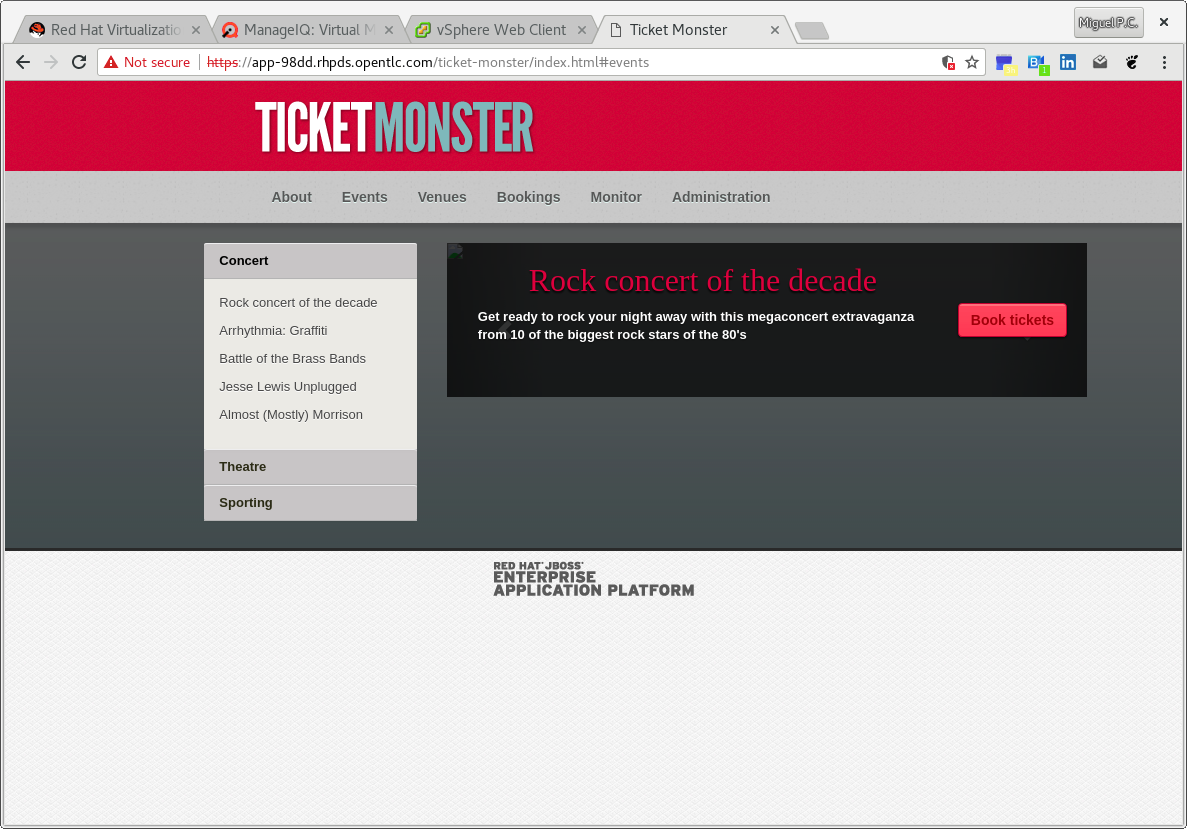 Red Hat Virtualizatio
ManageIQ: Virtual M
vSphere Web Client
Ticket Monster
Miguel P.C.
Not secure
https://app-98dd.rhpds.opentlc.com/ticket-monster/index.html#events
TICKETMONSTER
About Events Venues Bookings Monitor Administration
Concert
Rock concert of the decade
Arrhythmia: Graffiti
Battle of the Brass Bands
Jesse Lewis Unplugged
Almost (Mostly) Morrison
Theatre
Sporting
Rock concert of the decade
Get ready to rock your night away with this megaconcert extravaganza
from 10 of the biggest rock stars of the 80's
Book tickets
RED HAT® JBOSS®
ENTERPRISE
APPLICATION PLATFORM